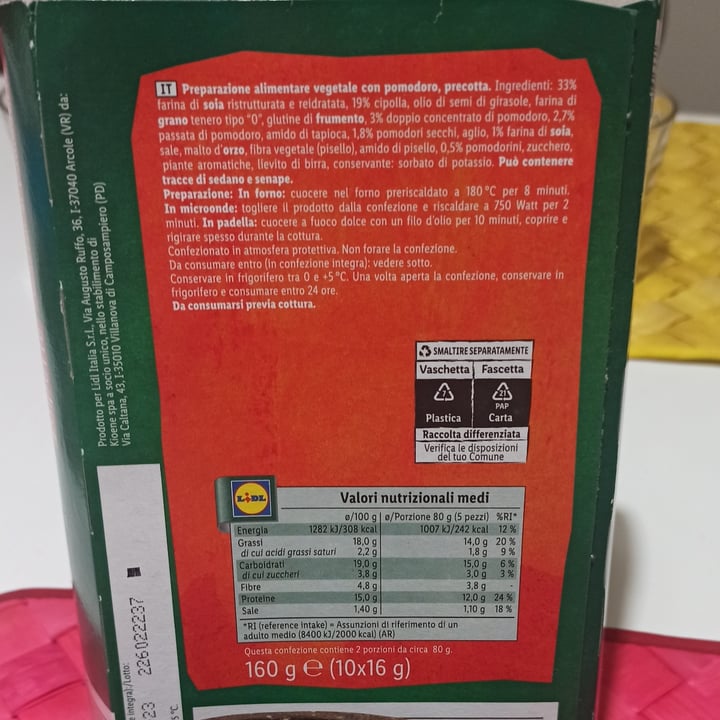 IT Preparazione alimentare vegetale con pomodoro, precotta. Ingredienti: 33%
farina di soia ristrutturata e reidratata, 19% cipolla, olio di semi di girasole, farina di
grano tenero tipo "0", glutine di frumento, 3% doppio concentrato di pomodoro, 2,7%
passata di pomodoro, amido di tapioca, 1,8% pomodori secchi, aglio, 1% farina di soia,
sale, malto d'orzo, fibra vegetale (pisello), amido di pisello, 0,5% pomodorini, zucchero,
piante aromatiche, lievito di birra, conservante: sorbato di potassio. Può contenere
tracce di sedano e senape.
Preparazione: In forno: cuocere nel forno preriscaldato a 180°C per 8 minuti.
In microonde: togliere il prodotto dalla confezione e riscaldare a 750 Watt per 2
minuti. In padella: cuocere a fuoco dolce con un filo d'olio per 10 minuti, coprire e
rigirare spesso durante la cottura.
Confezionato in atmosfera protettiva. Non forare la confezione.
Da consumare entro (in confezione integra): vedere sotto.
Conservare in frigorifero tra 0 e +5°C. Una volta aperta la confezione, conservare in
frigorifero e consumare entro 24 ore.
Da consumarsi previa cottura.
Prodotto per Lidl Italia S.r.l., Via Augusto Ruffo, 36, I-37040 Arcole (VR) da:
Kioene spa a socio unico, nello stabilimento di
Via Caltana, 43, I-35010 Villanova di Camposampiero (PD)
SMALTIRE SEPARATAMENTE
Vaschetta Fascetta
7 21
PAP
Plastica Carta
Raccolta differenziata
Verifica le disposizioni
del tuo Comune
LIDL
Valori nutrizionali medi
ø/100 g ø/Porzione 80 g (5 pezzi) %RI*
Energia 1282 kJ/308 kcal 1007 kJ/242 kcal 12 %
Grassi 18,0 g 14,0 g 20 %
di cui acidi grassi saturi 2,2 g 1,8 g 9 %
Carboidrati 19,0 g 15,0 g 6 %
di cui zuccheri 3,8 g 3,0 g 3 %
Fibre 4,8 g 3,8 g -
Proteine 15,0 g 12,0 g 24 %
Sale 1,40 g 1,10 g 18 %
*RI (reference intake) = Assunzioni di riferimento di un
adulto medio (8400 kJ/2000 kcal) (AR)
Questa confezione contiene 2 porzioni da circa 80 g.
160 g e (10x16 g)
integra)/Lotto:
23 226022237
5°C